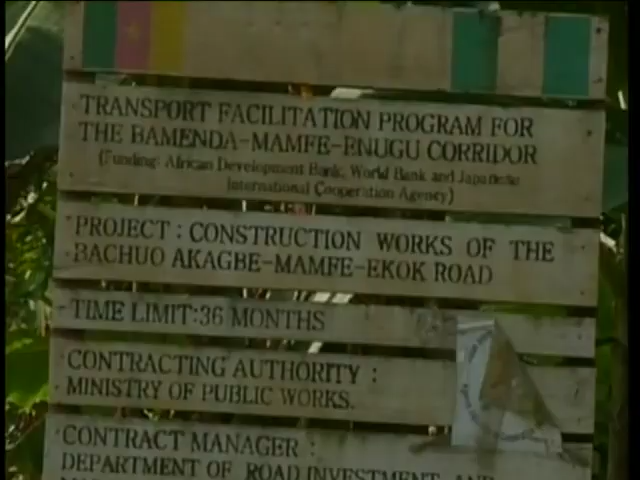 TRANSPORT FACILITATION PROGRAM FOR
THE BAMENDA-MAMFE-ENUGU CORRIDOR
(Funding: African Development Bank, World Bank and Japanese
International Cooperation Agency)
PROJECT : CONSTRUCTION WORKS OF THE
BACHUO AKAGBE-MAMFE-EKOK ROAD
TIME LIMIT:36 MONTHS
CONTRACTING AUTHORITY :
MINISTRY OF PUBLIC WORKS.
CONTRACT MANAGER :
DEPARTMENT OF ROAD INVESTMENT AND